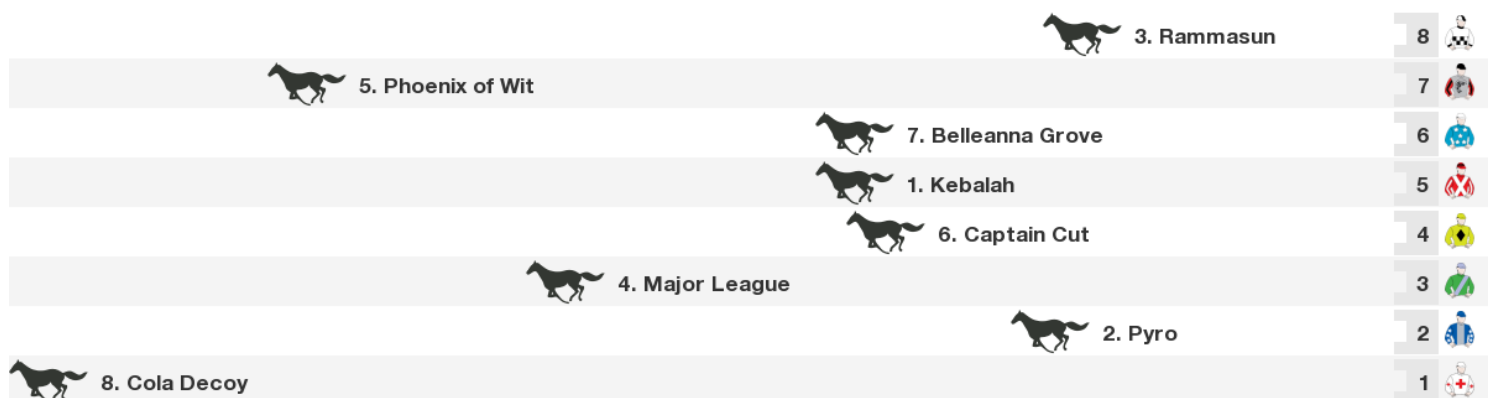 3. Rammasun 8
5. Phoenix of Wit 7
7. Belleanna Grove 6
1. Kebalah 5
6. Captain Cut 4
4. Major League 3
2. Pyro 2
8. Cola Decoy 1